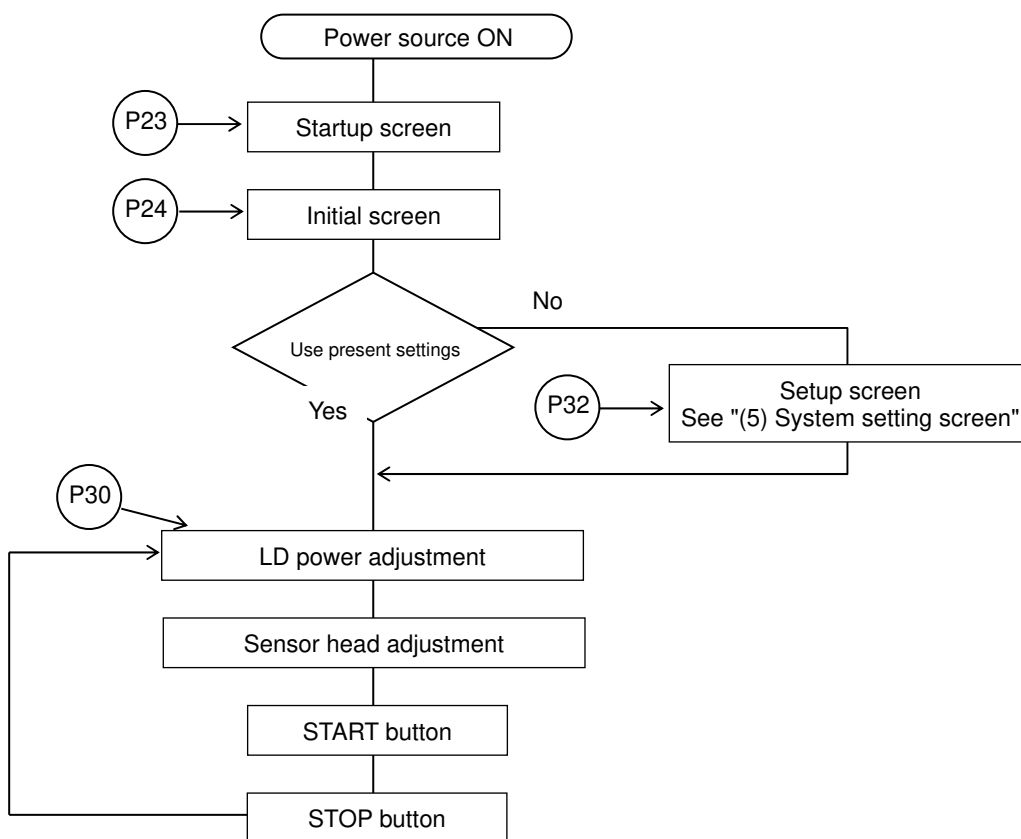 Power source ON
P23
Startup screen
P24
Initial screen
No
Use present settings
Yes
P32
Setup screen
See "(5) System setting screen"
P30
LD power adjustment
Sensor head adjustment
START button
STOP button